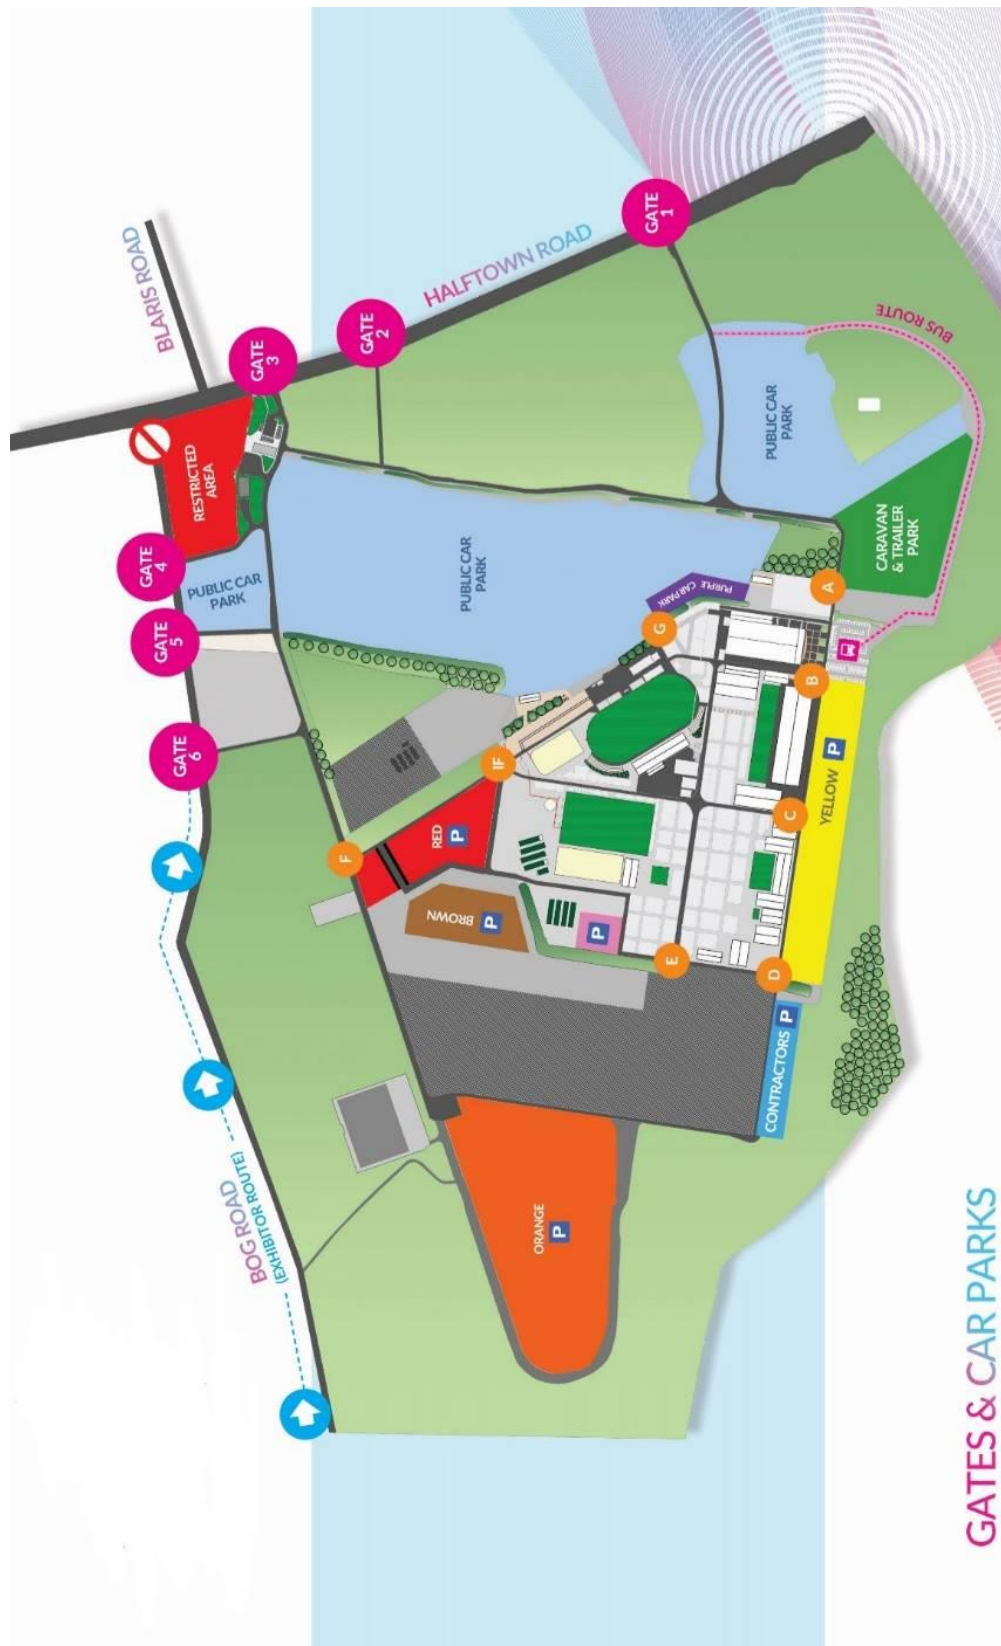 GATES & CAR PARKS
BLARIS ROAD
HALFTOWN ROAD
GATE
1
GATE
2
GATE
3
GATE
4
GATE
5
GATE
6
RESTRICTED
AREA
PUBLIC CAR
PARK
PUBLIC CAR
PARK
PUBLIC CAR
PARK
BUS ROUTE
CARAVAN
& TRAILER
PARK
PURPLE CAR PARK
A
B
C
D
E
F
IF
G
RED
P
BROWN
P
P
YELLOW P
CONTRACTORS P
ORANGE
P
BOG ROAD
(EXHIBITOR ROUTE)